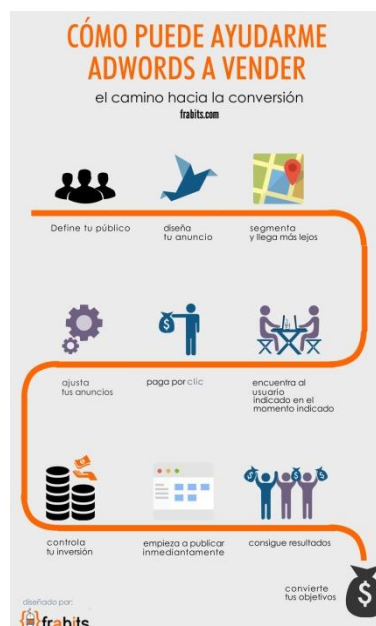 CÓMO PUEDE AYUDARME
ADWORDS A VENDER
el camino hacia la conversión
frabits.com
Define tu público
diseña
tu anuncio
segmenta
y llega más lejos
ajusta
tus anuncios
paga por clic
encuentra al
usuario
indicado en el
momento indicado
controla
tu inversión
empieza a publicar
inmediantamente
consigue resultados
convierte
tus objetivos
$
diseñado por:
frabits